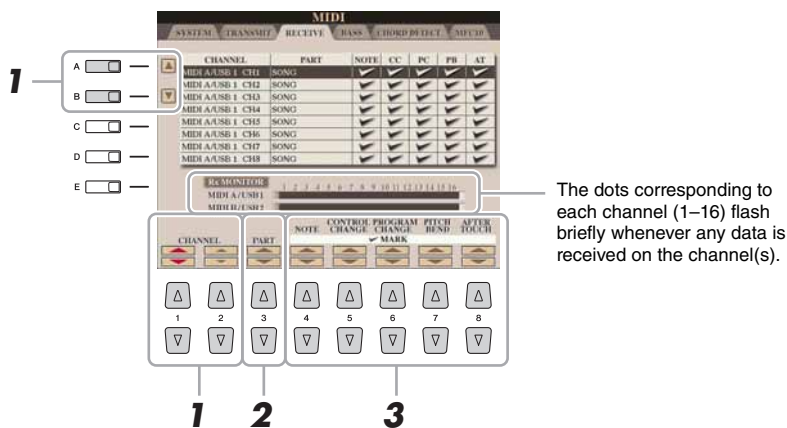 MIDI
SYSTEM TRANSMIT RECEIVE BASS CHORD DETECT MFC10
CHANNEL PART NOTE CC PC PB AT
MIDI A/USB 1 CH1 SONG
MIDI A/USB 1 CH2 SONG
MIDI A/USB 1 CH3 SONG
MIDI A/USB 1 CH4 SONG
MIDI A/USB 1 CH5 SONG
MIDI A/USB 1 CH6 SONG
MIDI A/USB 1 CH7 SONG
MIDI A/USB 1 CH8 SONG
A
B
C
D
E
1
Rx MONITOR 1 2 3 4 5 6 7 8 9 10 11 12 13 14 15 16
MIDI A/USB1
MIDI B/USB2
The dots corresponding to
each channel (1–16) flash
briefly whenever any data is
received on the channel(s).
CHANNEL PART NOTE CONTROL CHANGE PROGRAM CHANGE PITCH BEND AFTER TOUCH
MARK
1 2 3 4 5 6 7 8
1 2 3